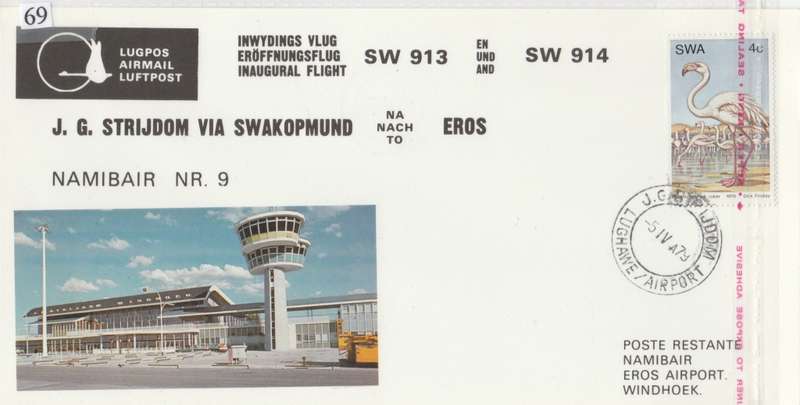 69
LUGPOS
AIRMAIL
LUFTPOST
INWYDINGS VLUG
ERÖFFNUNGSFLUG
INAUGURAL FLIGHT
SW 913
EN
UND
AND
SW 914
J. G. STRIJDOM VIA SWAKOPMUND
NA
NACH
TO
EROS
NAMIBAIR NR. 9
SWA 4c
J.G. STRIJDOM
-5 IV 479
LUGHAWE/AIRPORT
POSTE RESTANTE
NAMIBAIR
EROS AIRPORT.
WINDHOEK.